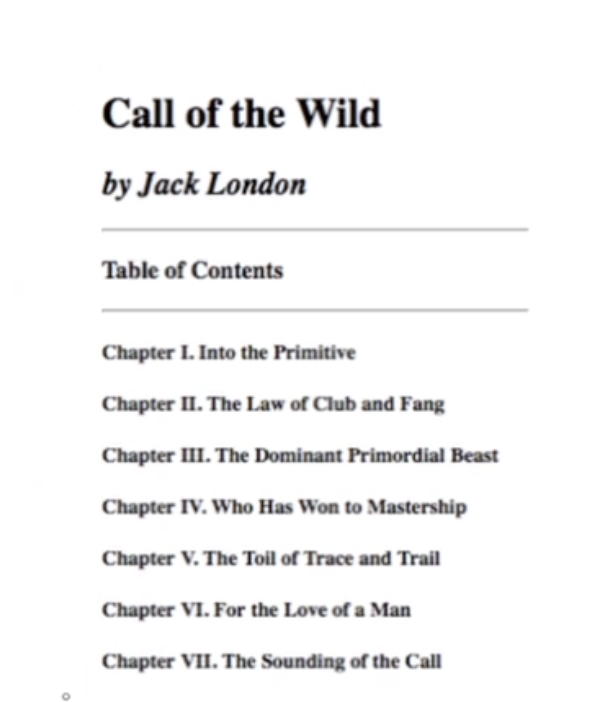 Call of the Wild
by Jack London
Table of Contents
Chapter I. Into the Primitive
Chapter II. The Law of Club and Fang
Chapter III. The Dominant Primordial Beast
Chapter IV. Who Has Won to Mastership
Chapter V. The Toil of Trace and Trail
Chapter VI. For the Love of a Man
Chapter VII. The Sounding of the Call